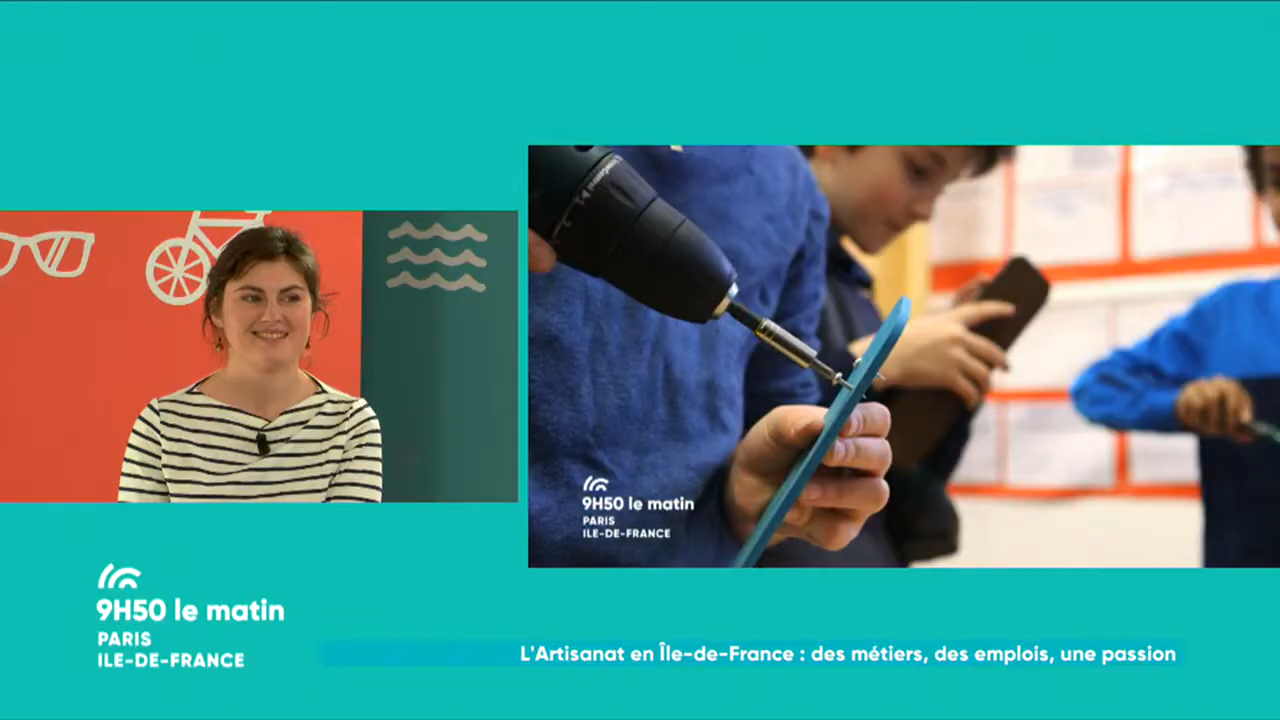 9H50 le matin
PARIS
ILE-DE-FRANCE
9H50 le matin
PARIS
ILE-DE-FRANCE
L'Artisanat en Île-de-France : des métiers, des emplois, une passion